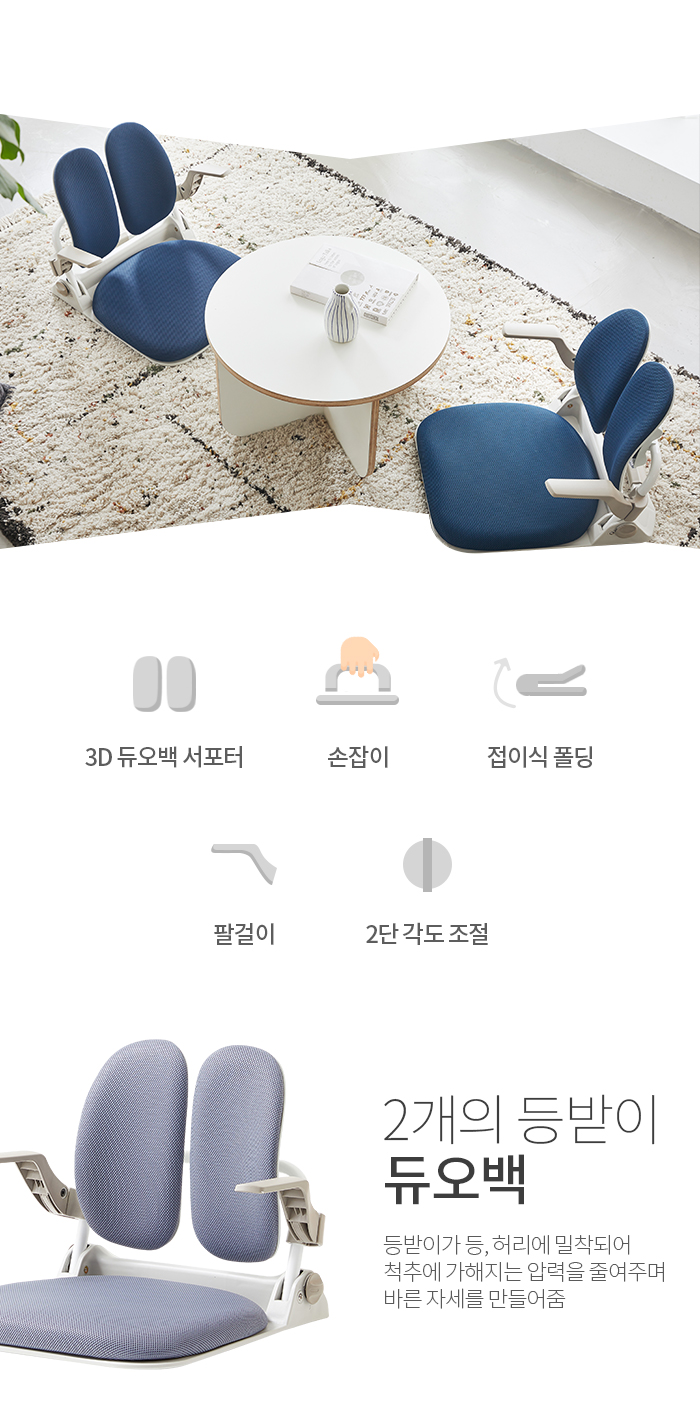 3D 듀오백 서포터
손잡이
접이식 폴딩
팔걸이
2단 각도 조절
2개의 등받이
듀오백
등받이가 등, 허리에 밀착되어
척추에 가해지는 압력을 줄여주며
바른 자세를 만들어줌